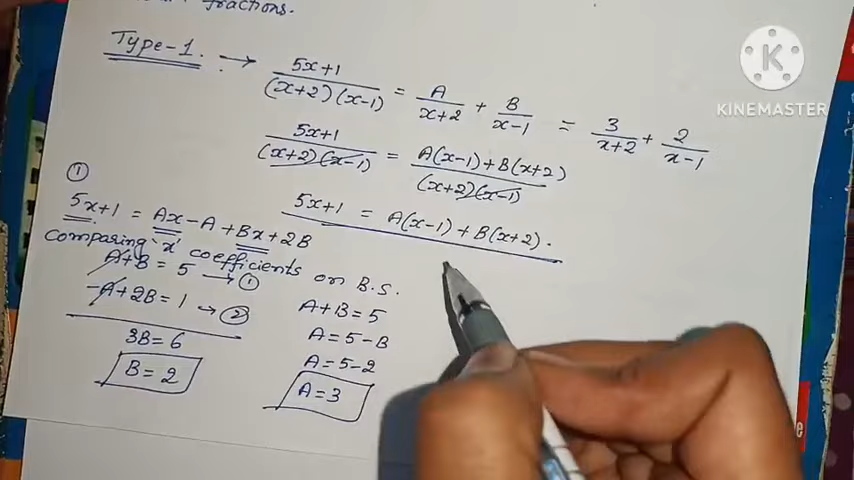 fractions.
Type-1. → 5x+1/(x+2)(x-1) = A/x+2 + B/x-1 = 3/x+2 + 2/x-1
5x+1/(x+2)(x-1) = A(x-1)+B(x+2)/(x+2)(x-1)
5x+1 = A(x-1)+B(x+2).
①
5x+1 = Ax-A+Bx+2B
Comparing 'x' coefficients on B.S.
A+B = 5 → ①
-A+2B = 1 → ②
3B = 6
B = 2
A+B = 5
A = 5-B
A = 5-2
A = 3
K
KINEMASTER